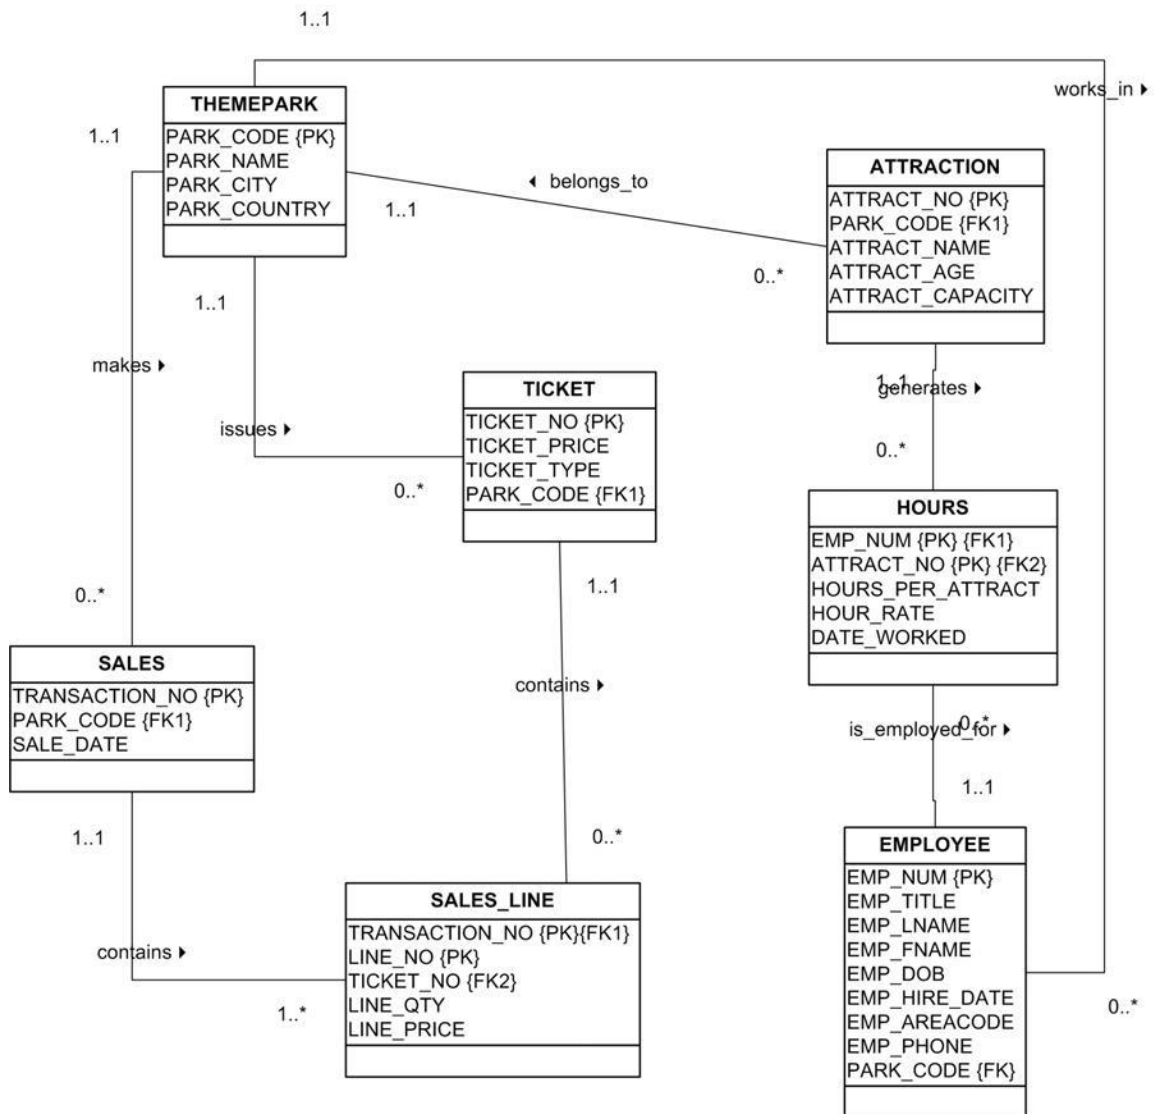 1..1
works_in
THEMEPARK
PARK_CODE {PK}
PARK_NAME
PARK_CITY
PARK_COUNTRY
1..1
1..1
1..1
belongs_to
0..*
ATTRACTION
ATTRACT_NO {PK}
PARK_CODE {FK1}
ATTRACT_NAME
ATTRACT_AGE
ATTRACT_CAPACITY
makes
issues
0..*
TICKET
TICKET_NO {PK}
TICKET_PRICE
TICKET_TYPE
PARK_CODE {FK1}
1..1
1..1
generates
0..*
HOURS
EMP_NUM {PK} {FK1}
ATTRACT_NO {PK} {FK2}
HOURS_PER_ATTRACT
HOUR_RATE
DATE_WORKED
0..*
SALES
TRANSACTION_NO {PK}
PARK_CODE {FK1}
SALE_DATE
contains
0..*
is_employed_for
0..*
1..1
1..1
contains
1..*
SALES_LINE
TRANSACTION_NO {PK}{FK1}
LINE_NO {PK}
TICKET_NO {FK2}
LINE_QTY
LINE_PRICE
EMPLOYEE
EMP_NUM {PK}
EMP_TITLE
EMP_LNAME
EMP_FNAME
EMP_DOB
EMP_HIRE_DATE
EMP_AREACODE
EMP_PHONE
PARK_CODE {FK}
0..*